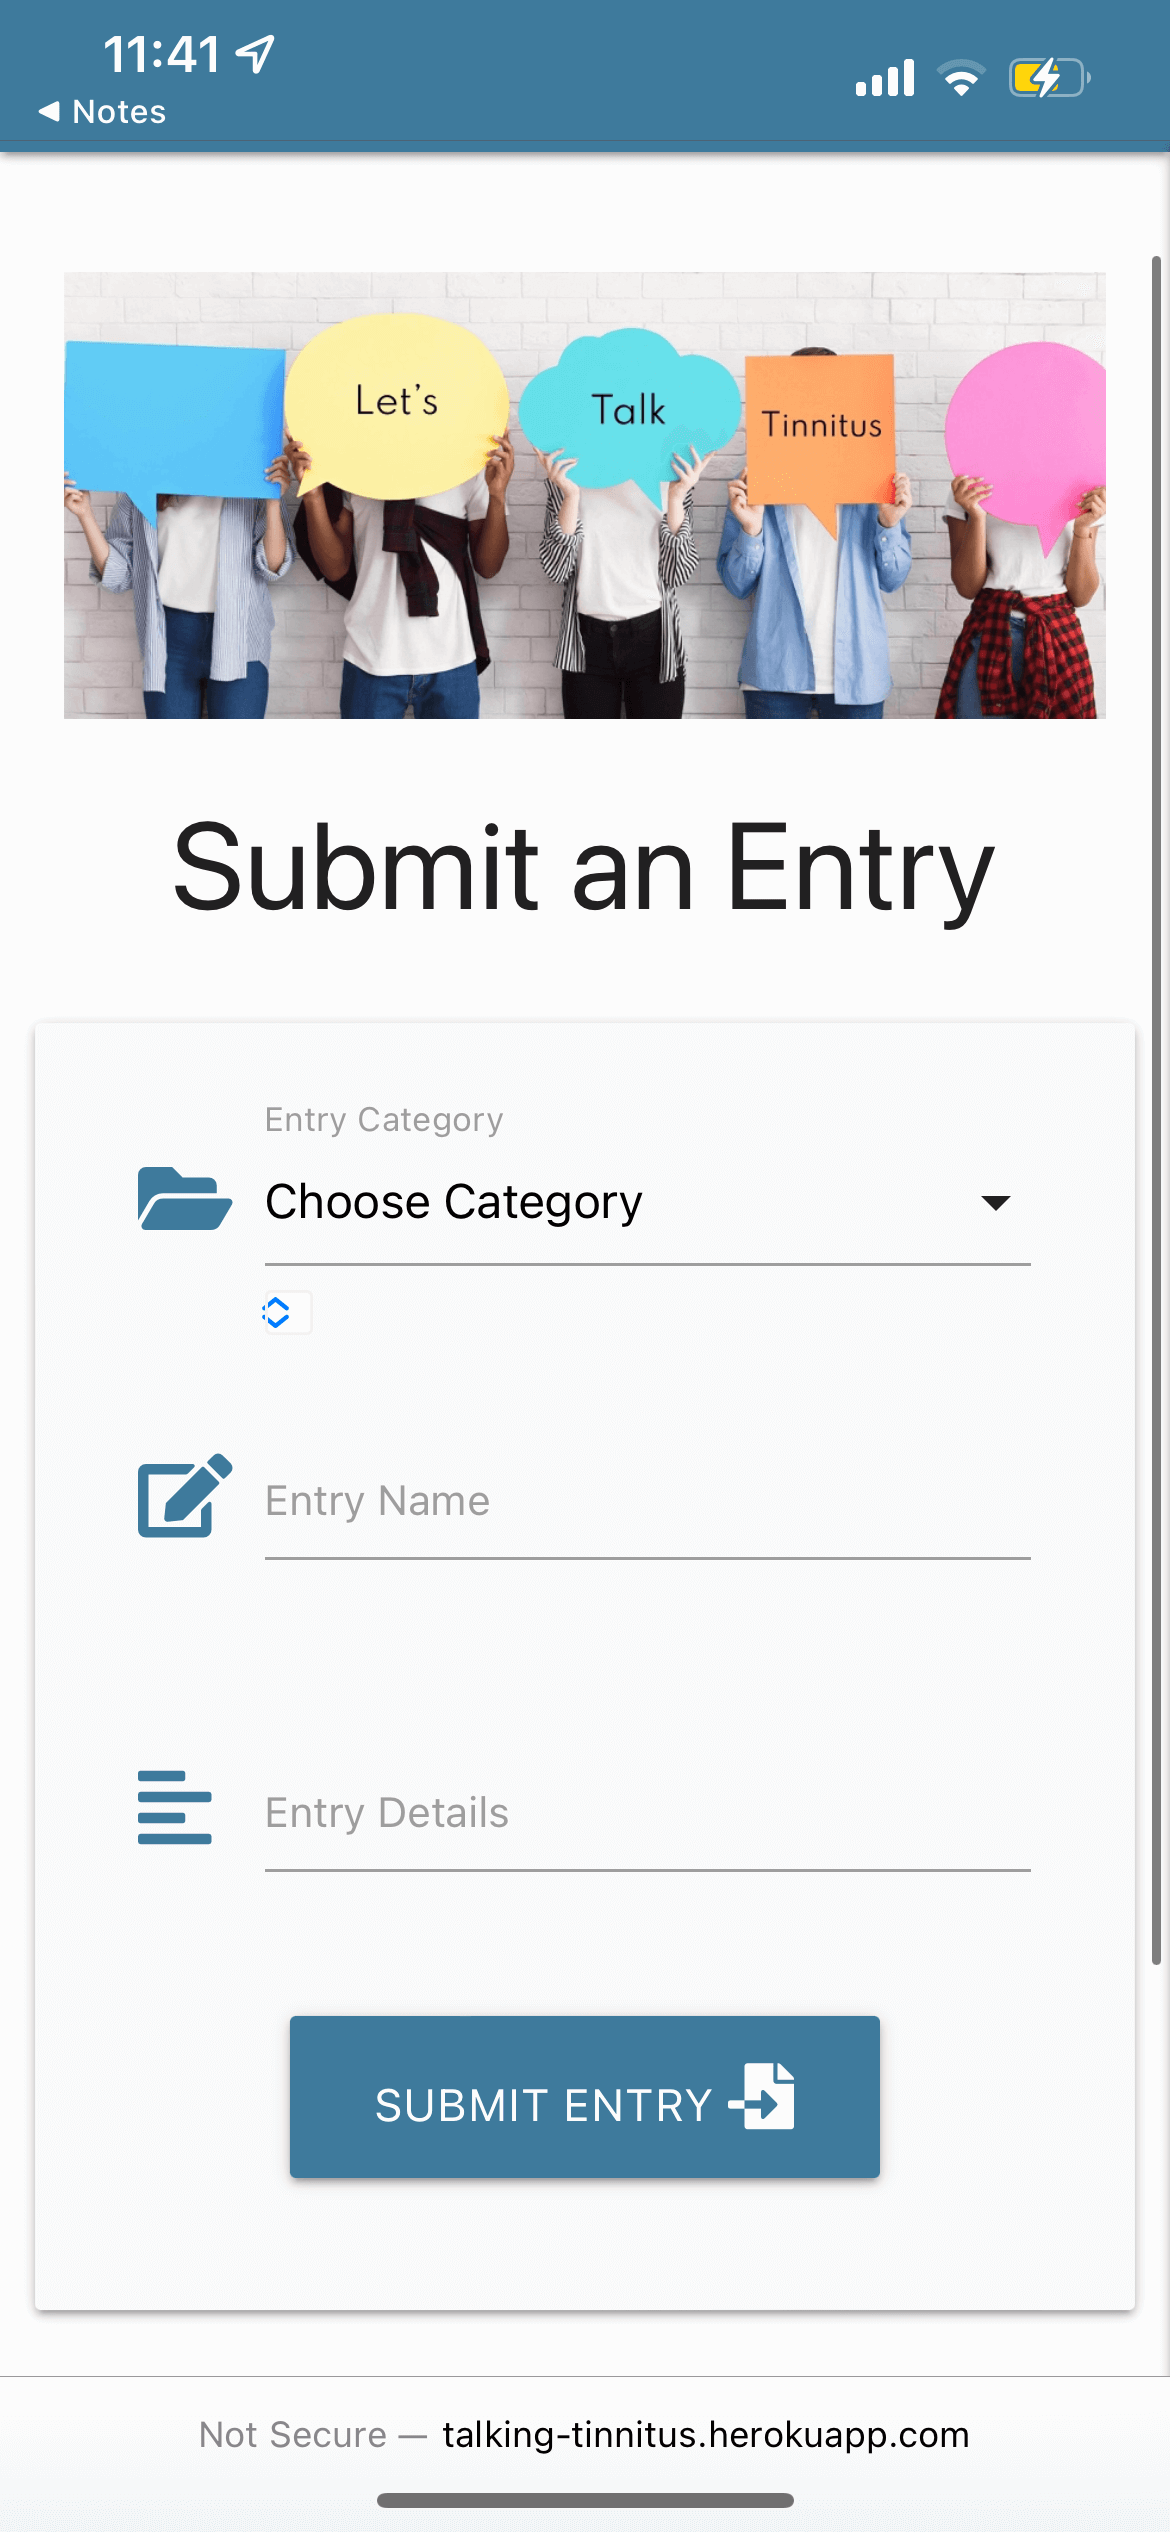 11:41
Notes
Let's
Talk
Tinnitus
Submit an Entry
Entry Category
Choose Category
Entry Name
Entry Details
SUBMIT ENTRY
Not Secure — talking-tinnitus.herokuapp.com